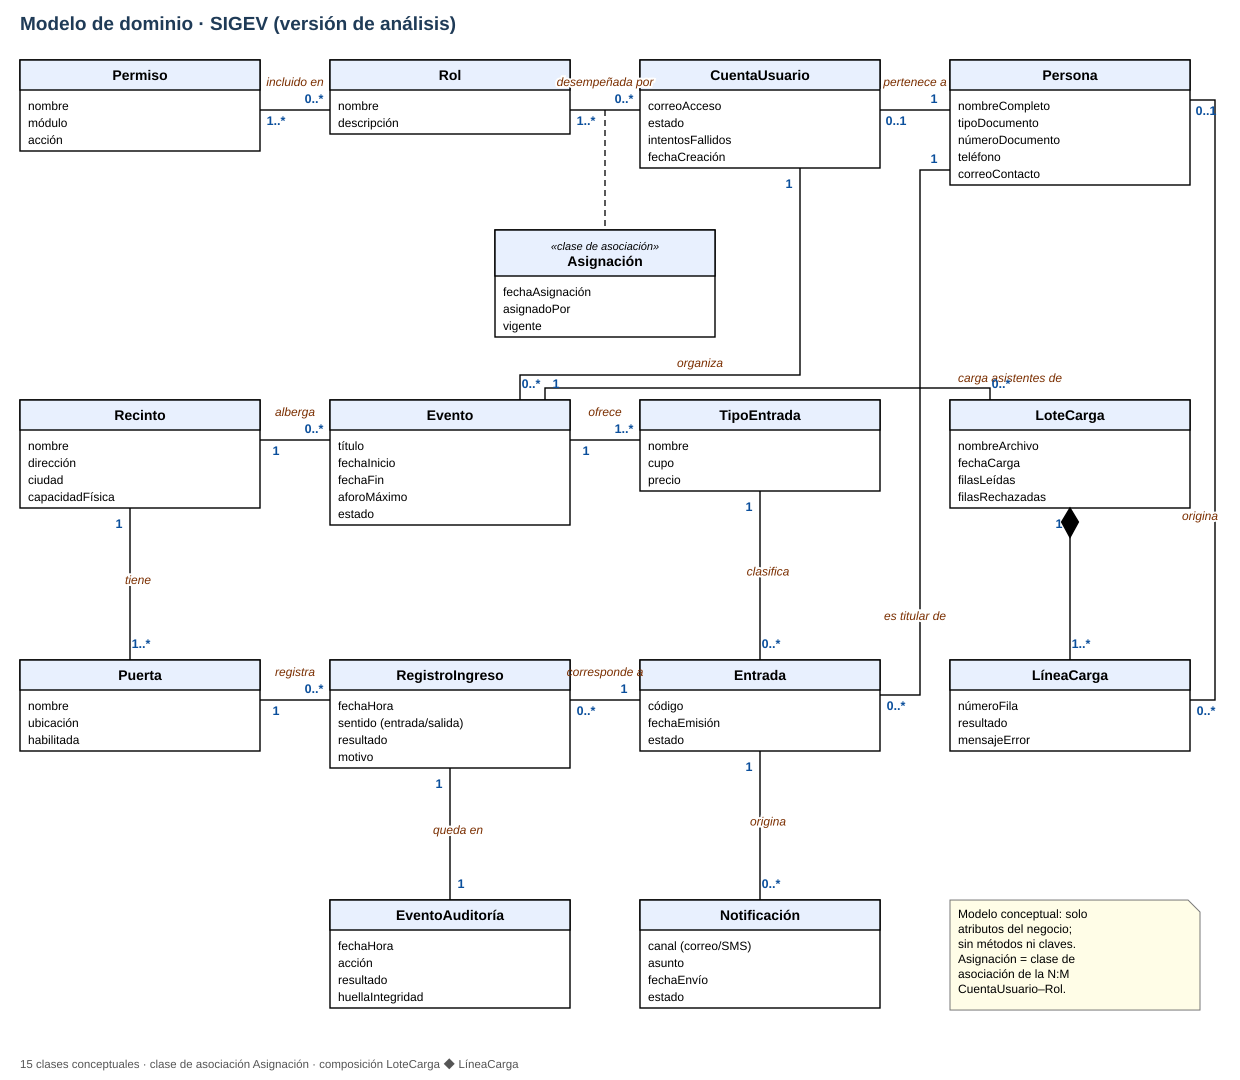 Modelo de dominio · SIGEV (versión de análisis)
Permiso
nombre
módulo
acción
incluido en
0..*
1..*
Rol
nombre
descripción
desempeñada por
0..*
1..*
CuentaUsuario
correoAcceso
estado
intentosFallidos
fechaCreación
pertenece a
1
0..1
Persona
nombreCompleto
tipoDocumento
númeroDocumento
teléfono
correoContacto
0..1
1
1
«clase de asociación»
Asignación
fechaAsignación
asignadoPor
vigente
organiza
0..*
1
carga asistentes de
0..*
Recinto
nombre
dirección
ciudad
capacidadFísica
alberga
0..*
1
Evento
título
fechaInicio
fechaFin
aforoMáximo
estado
ofrece
1..*
1
TipoEntrada
nombre
cupo
precio
LoteCarga
nombreArchivo
fechaCarga
filasLeídas
filasRechazadas
1
1
1
origina
tiene
clasifica
es titular de
1..*
0..*
1..*
Puerta
nombre
ubicación
habilitada
registra
0..*
1
RegistroIngreso
fechaHora
sentido (entrada/salida)
resultado
motivo
corresponde a
1
0..*
Entrada
código
fechaEmisión
estado
0..*
LíneaCarga
númeroFila
resultado
mensajeError
0..*
1
1
queda en
origina
1
0..*
EventoAuditoría
fechaHora
acción
resultado
huellaIntegridad
Notificación
canal (correo/SMS)
asunto
fechaEnvío
estado
Modelo conceptual: solo
atributos del negocio;
sin métodos ni claves.
Asignación = clase de
asociación de la N:M
CuentaUsuario–Rol.
15 clases conceptuales · clase de asociación Asignación · composición LoteCarga ◆ LíneaCarga